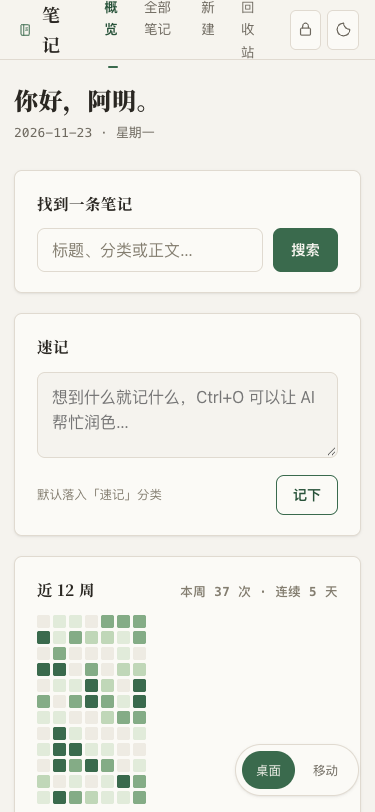 笔记
概览
全部笔记
新建
回收站
你好，阿明。
2026-11-23 · 星期一
找到一条笔记
标题、分类或正文…
搜索
速记
想到什么就记什么，Ctrl+O 可以让 AI
帮忙润色…
默认落入「速记」分类
记下
近 12 周
本周 37 次 · 连续 5 天
桌面
移动